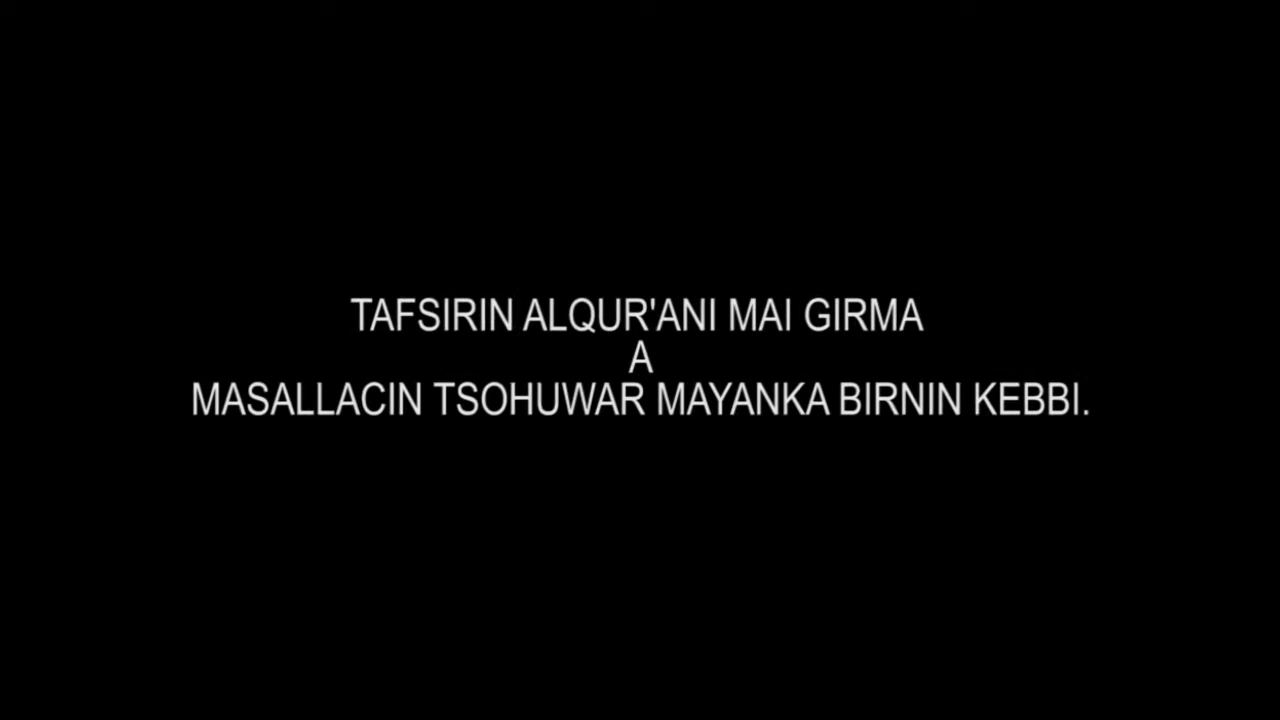 TAFSIRIN ALQUR'ANI MAI GIRMA
A
MASALLACIN TSOHUWAR MAYANKA BIRNIN KEBBI.